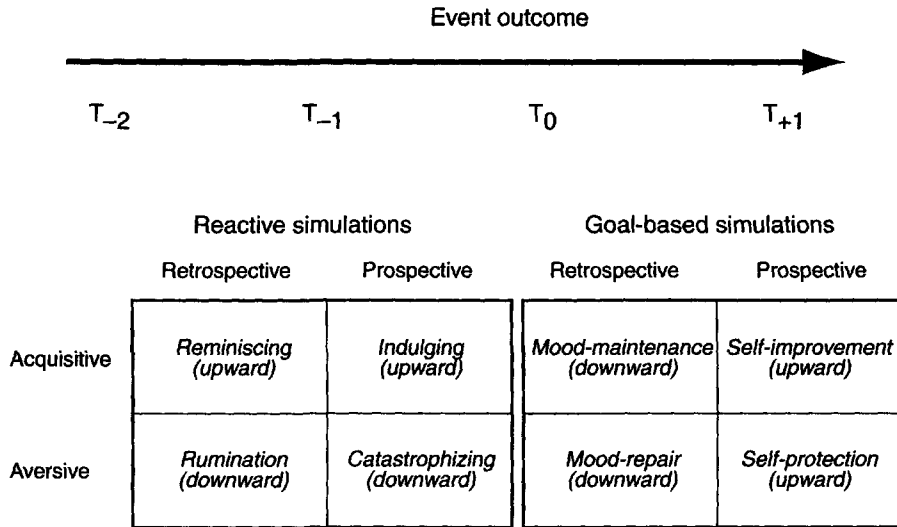 Event outcome
T₋₂ T₋₁ T₀ T₊₁
Reactive simulations Goal-based simulations
Retrospective Prospective Retrospective Prospective
Acquisitive Reminiscing Indulging Mood-maintenance Self-improvement
(upward) (upward) (downward) (upward)
Aversive Rumination Catastrophizing Mood-repair Self-protection
(downward) (downward) (downward) (upward)